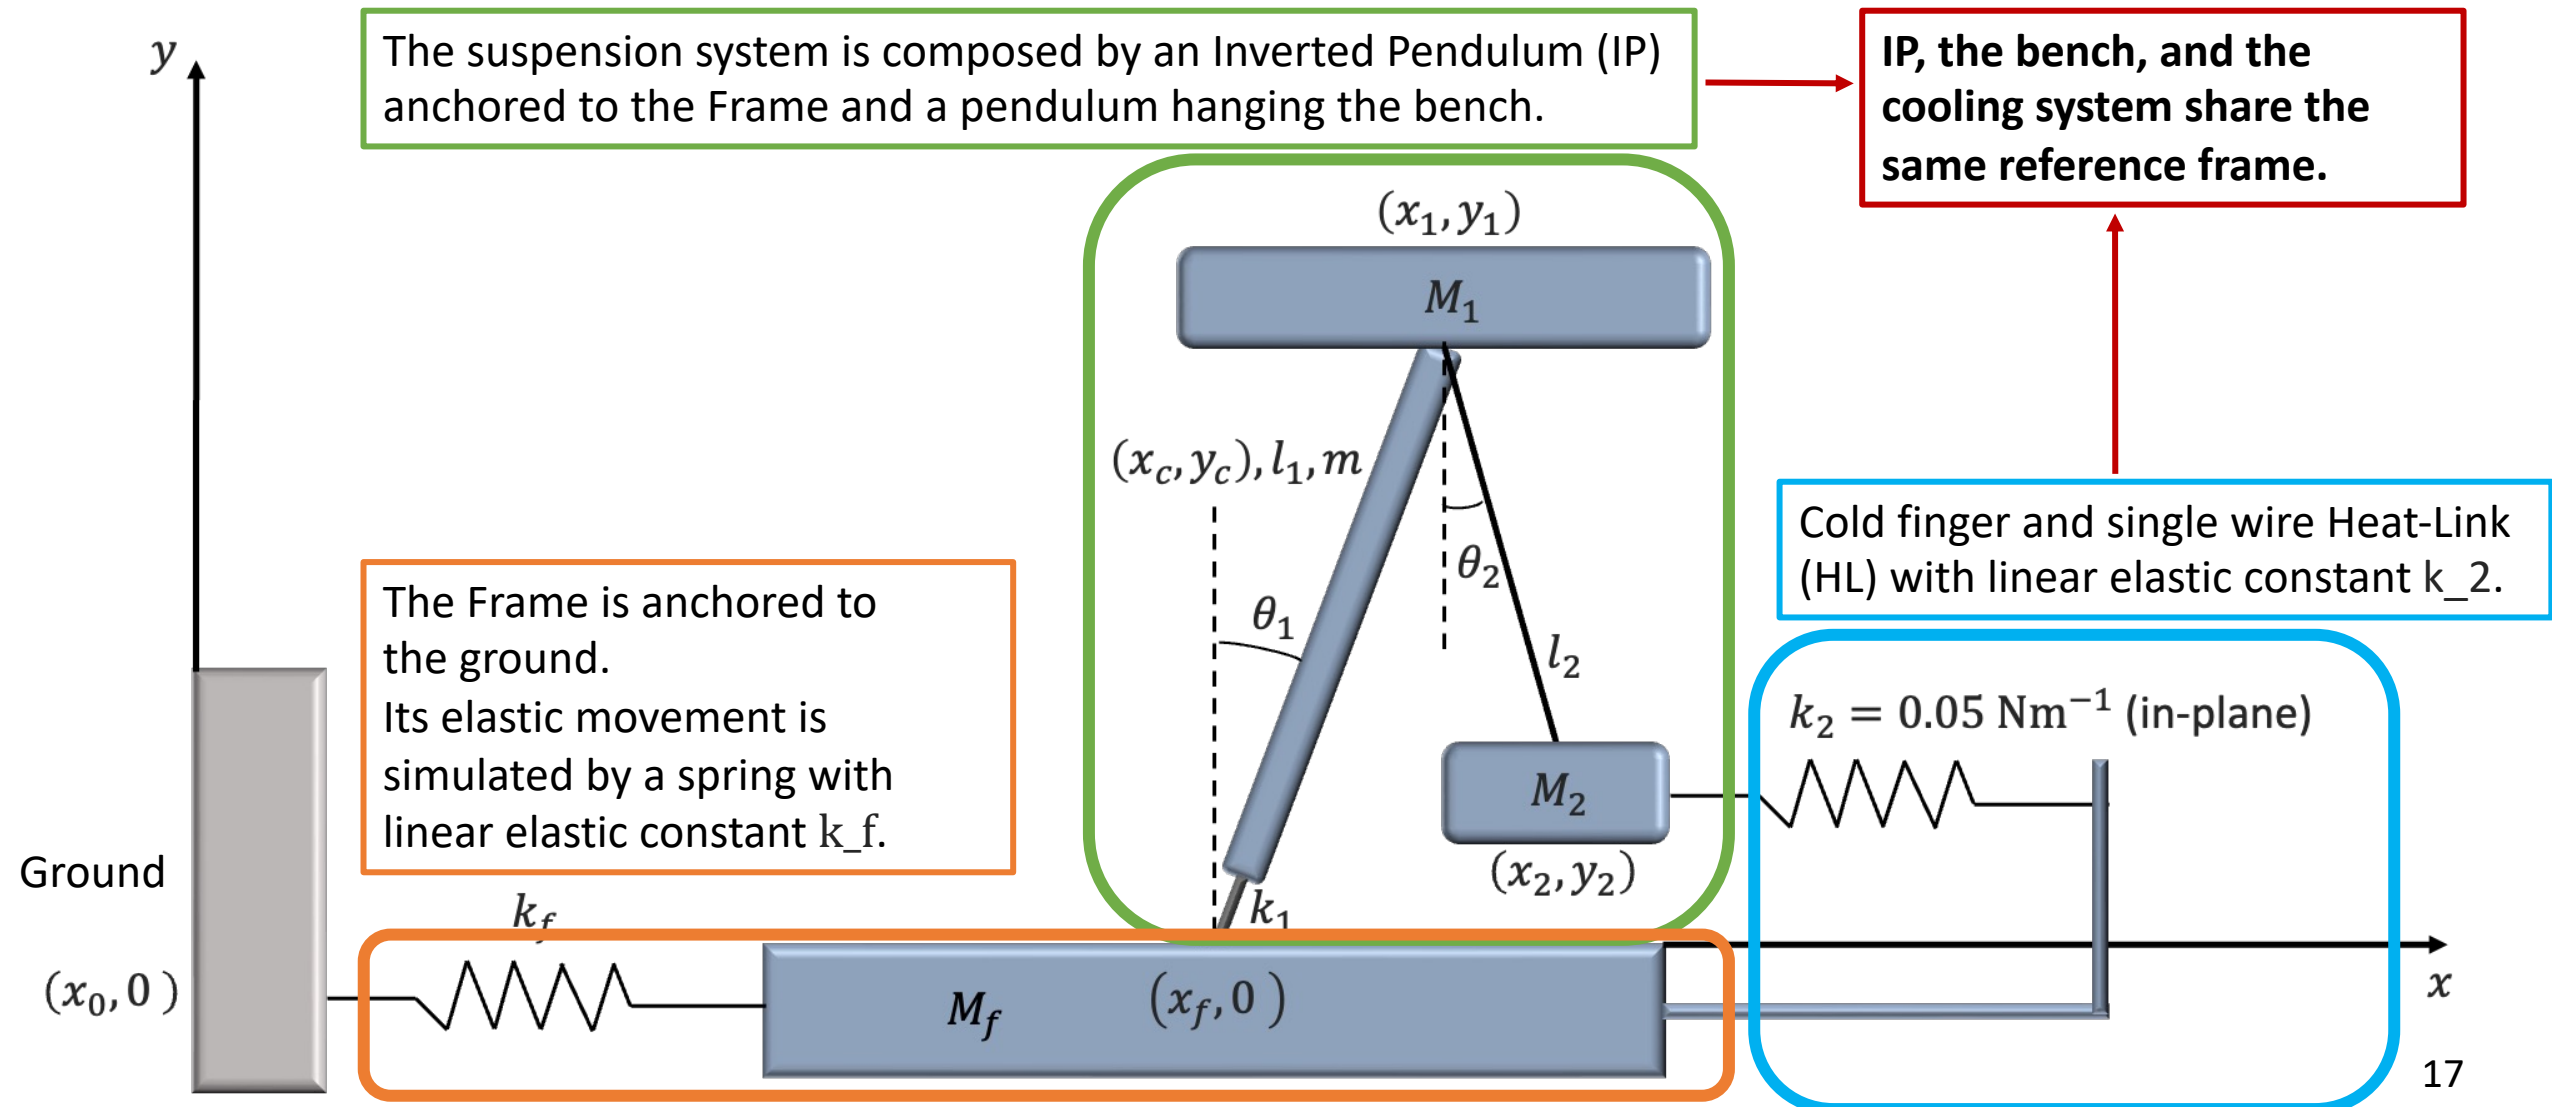 y
The suspension system is composed by an Inverted Pendulum (IP)
anchored to the Frame and a pendulum hanging the bench.
IP, the bench, and the
cooling system share the
same reference frame.
(x₁, y₁)
M₁
(x_c, y_c), l₁, m
θ₁
θ₂
l₂
Cold finger and single wire Heat-Link
(HL) with linear elastic constant k_2.
The Frame is anchored to
the ground.
Its elastic movement is
simulated by a spring with
linear elastic constant k_f.
k₂ = 0.05 Nm⁻¹ (in-plane)
M₂
(x₂, y₂)
Ground
k_f
k₁
(x₀, 0 )
M_f
(x_f, 0 )
x
17